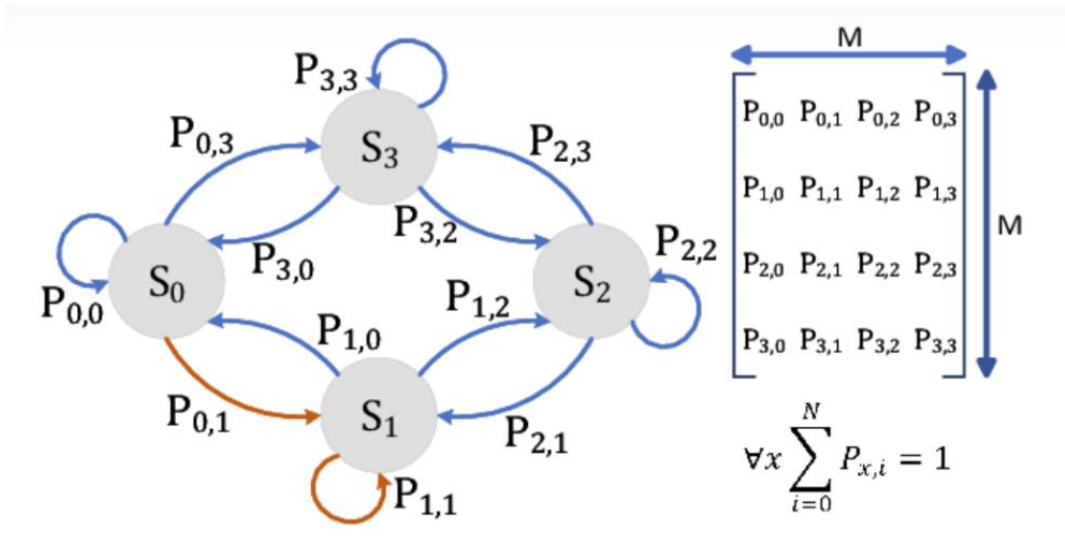 P3,3
P0,3
S3
P2,3
P3,2
P3,0
P2,2
S0
S2
P0,0
P1,2
P1,0
P0,1
S1
P2,1
P1,1
M
P0,0 P0,1 P0,2 P0,3
P1,0 P1,1 P1,2 P1,3
P2,0 P2,1 P2,2 P2,3
P3,0 P3,1 P3,2 P3,3
M
∀x ∑_{i=0}^{N} P_{x,i} = 1